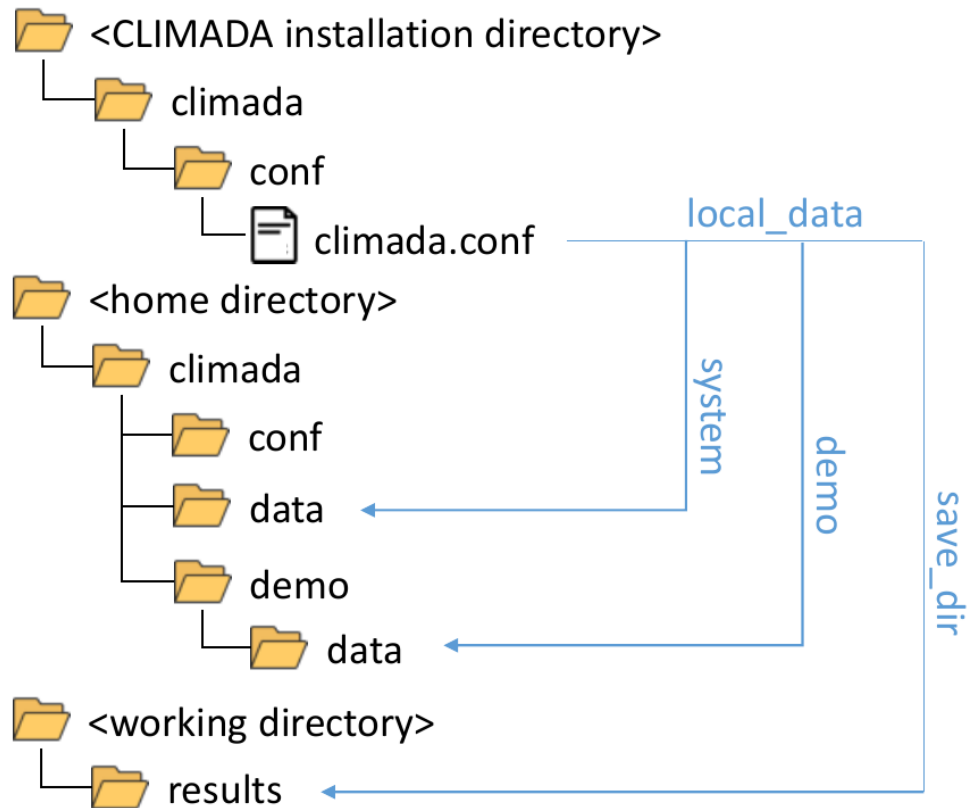 <CLIMADA installation directory>
climada
conf
local_data
climada.conf
<home directory>
climada
system
conf
demo
data
save_dir
demo
data
<working directory>
results